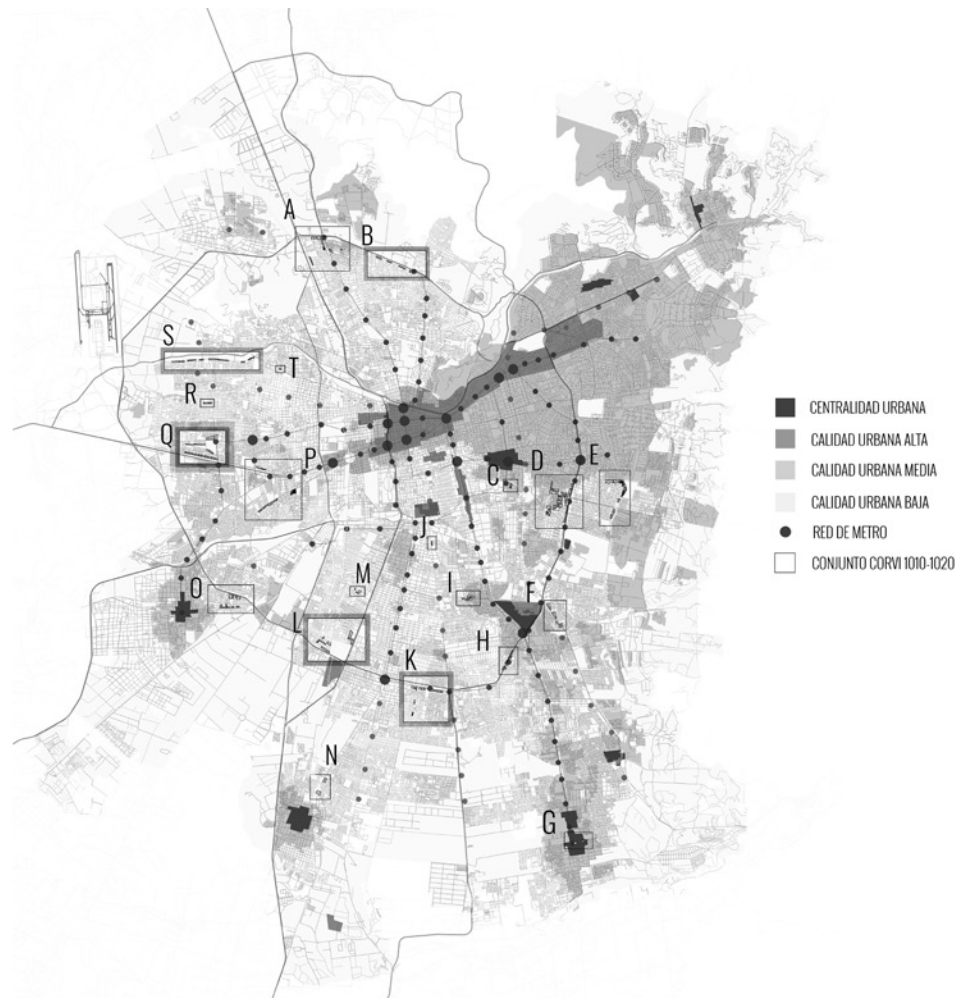 A
B
S
T
R
Q
P
C
D
E
J
O
M
I
F
L
H
K
N
G
CENTRALIDAD URBANA
CALIDAD URBANA ALTA
CALIDAD URBANA MEDIA
CALIDAD URBANA BAJA
RED DE METRO
CONJUNTO CORVI 1010-1020